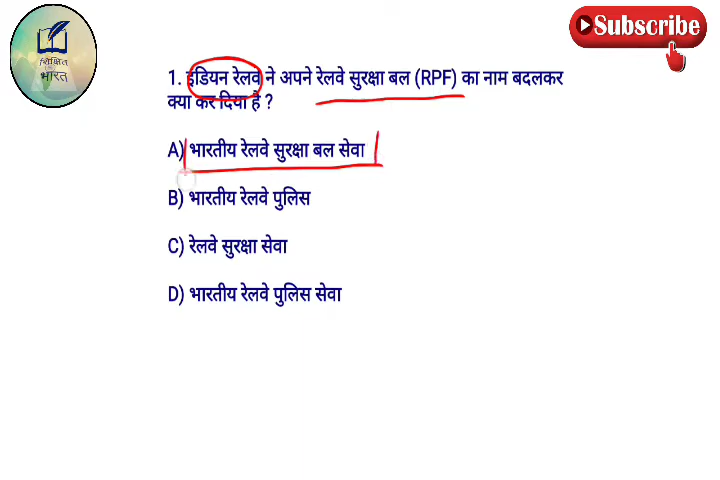 शिक्षित
भारत
Subscribe
1. इंडियन रेलवे ने अपने रेलवे सुरक्षा बल (RPF) का नाम बदलकर
क्या कर दिया है ?
A) भारतीय रेलवे सुरक्षा बल सेवा
B) भारतीय रेलवे पुलिस
C) रेलवे सुरक्षा सेवा
D) भारतीय रेलवे पुलिस सेवा